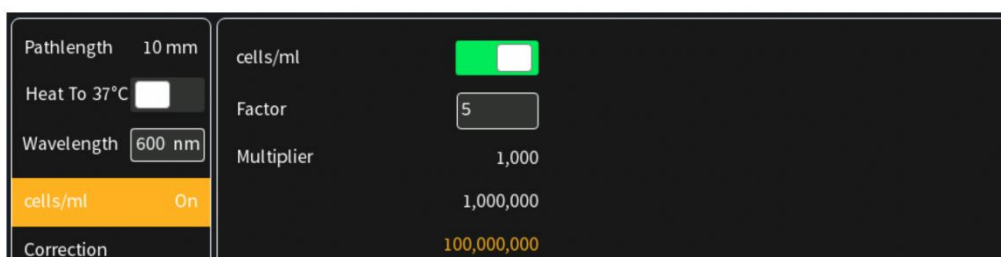 Pathlength 10 mm
Heat To 37°C
Wavelength 600 nm
cells/ml On
Correction
cells/ml
Factor 5
Multiplier 1,000
1,000,000
100,000,000